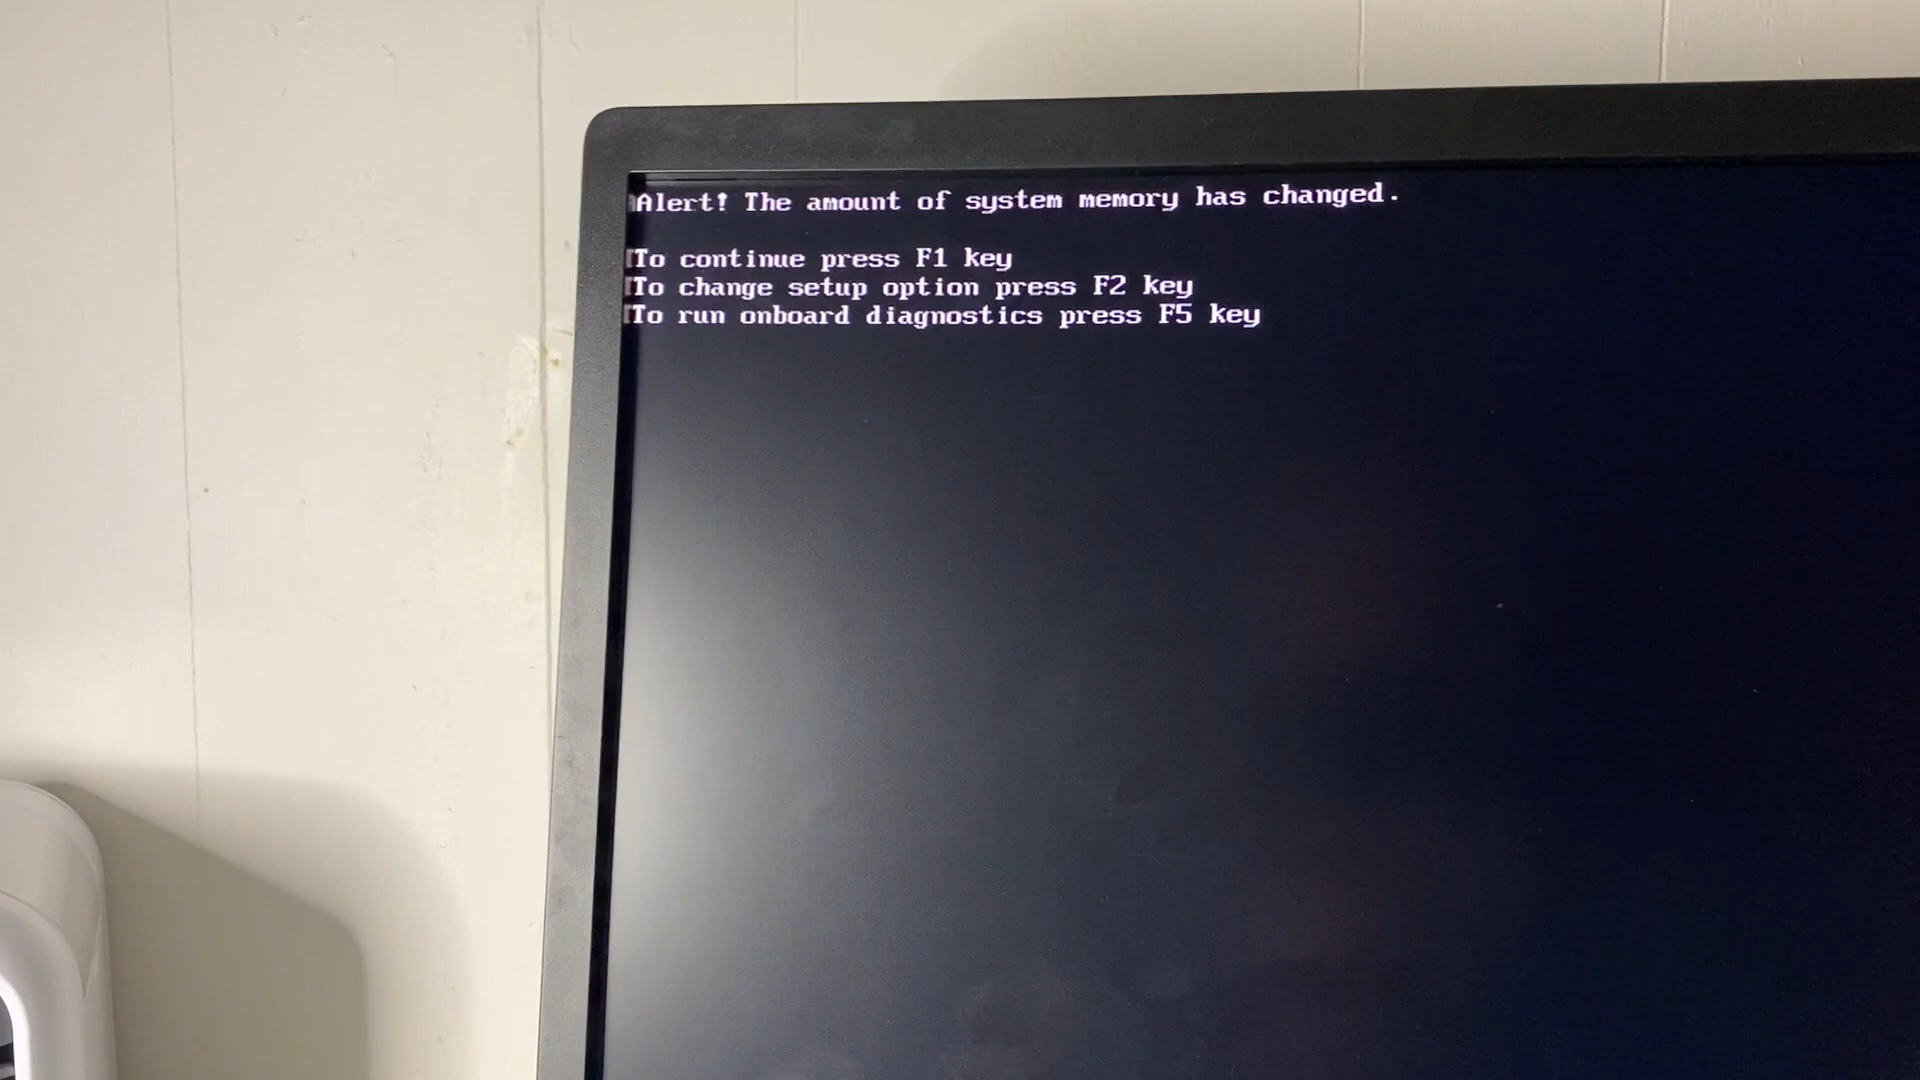 Alert! The amount of system memory has changed.
To continue press F1 key
To change setup option press F2 key
To run onboard diagnostics press F5 key